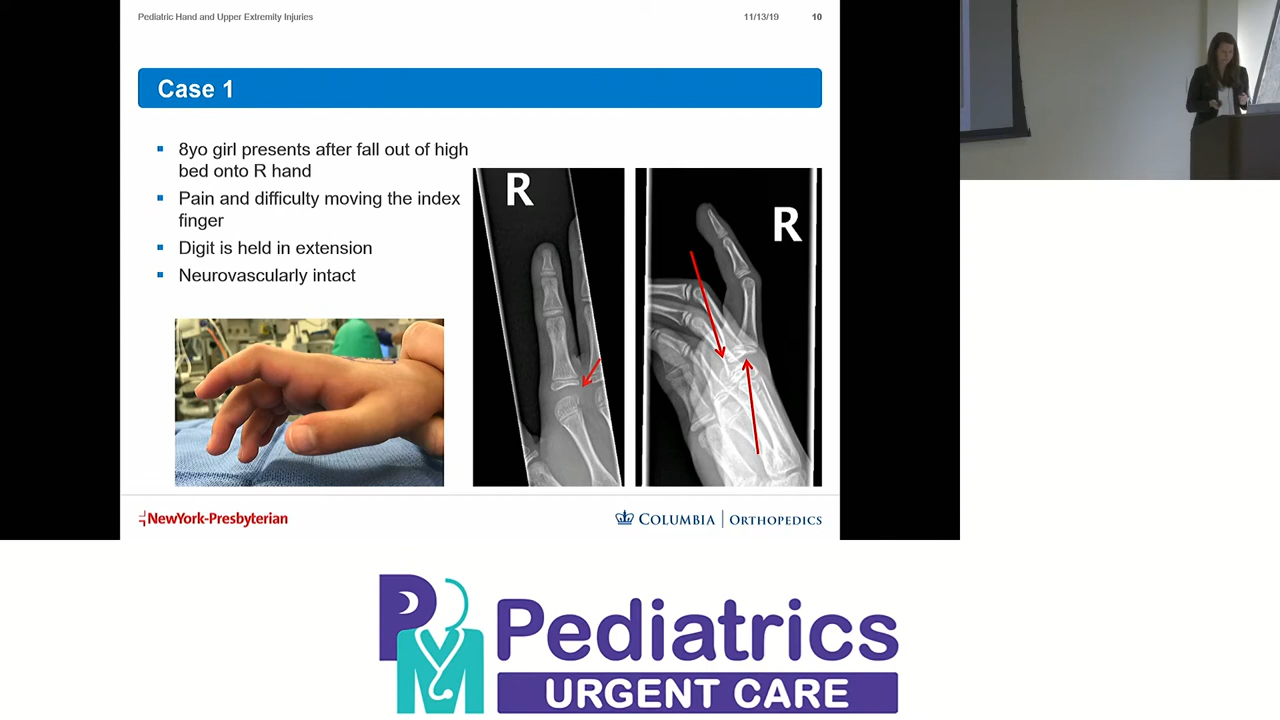 Pediatric Hand and Upper Extremity Injuries
11/13/19
10
Case 1
8yo girl presents after fall out of high
bed onto R hand
Pain and difficulty moving the index
finger
Digit is held in extension
Neurovascularly intact
R
R
NewYork-Presbyterian
COLUMBIA | ORTHOPEDICS
PM
Pediatrics
URGENT CARE